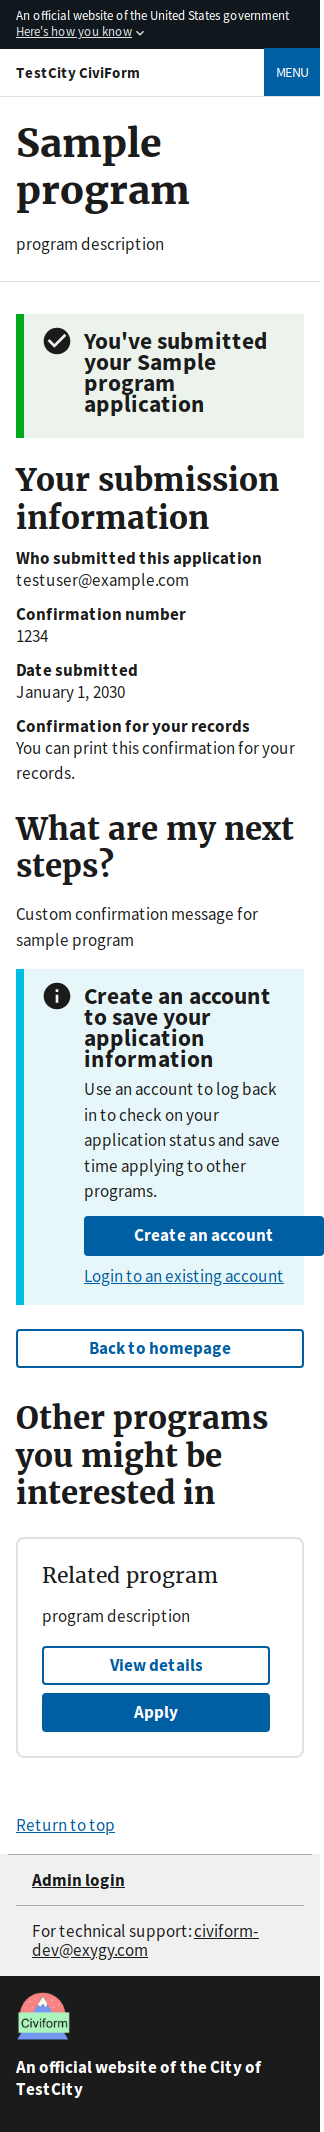 An official website of the United States government
Here's how you know
TestCity CiviForm
MENU
Sample
program
program description
You've submitted
your Sample
program
application
Your submission
information
Who submitted this application
testuser@example.com
Confirmation number
1234
Date submitted
January 1, 2030
Confirmation for your records
You can print this confirmation for your
records.
What are my next
steps?
Custom confirmation message for
sample program
Create an account
to save your
application
information
Use an account to log back
in to check on your
application status and save
time applying to other
programs.
Create an account
Login to an existing account
Back to homepage
Other programs
you might be
interested in
Related program
program description
View details
Apply
Return to top
Admin login
For technical support: civiform-
dev@exygy.com
Civiform
An official website of the City of
TestCity